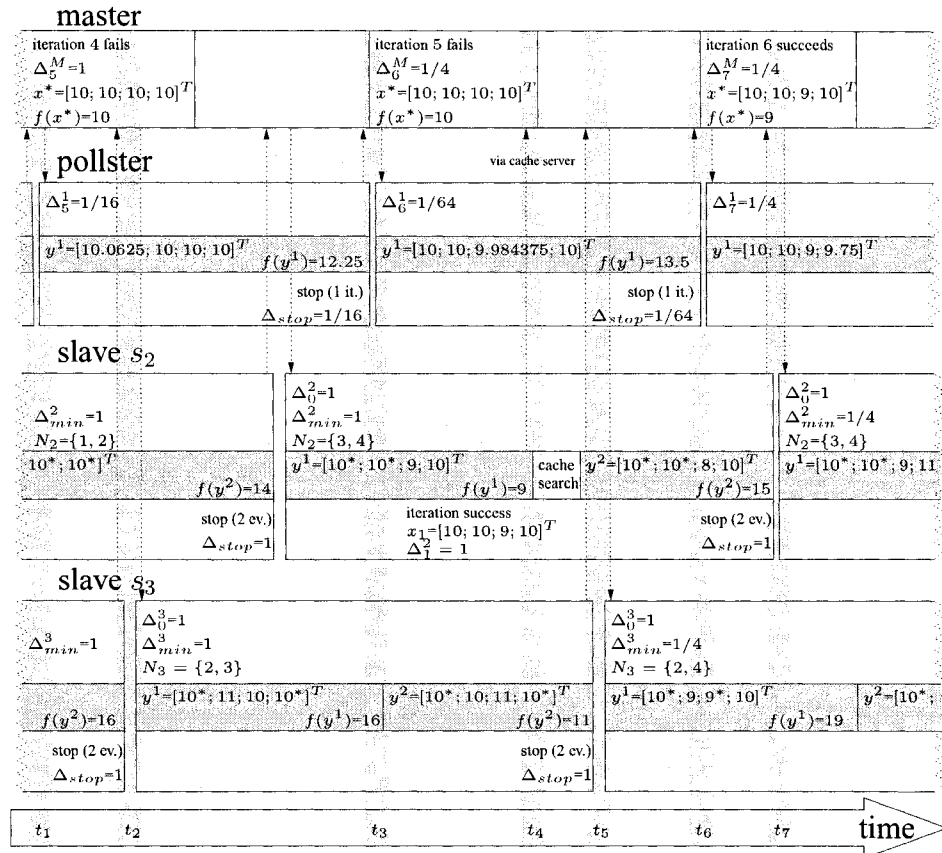 master
iteration 4 fails
Δ_5^M=1
x*=[10; 10; 10; 10]^T
f(x*)=10
iteration 5 fails
Δ_6^M=1/4
x*=[10; 10; 10; 10]^T
f(x*)=10
iteration 6 succeeds
Δ_7^M=1/4
x*=[10; 10; 9; 10]^T
f(x*)=9
pollster
via cache server
Δ_5^1=1/16
y^1=[10.0625; 10; 10; 10]^T
f(y^1)=12.25
stop (1 it.)
Δ_stop=1/16
Δ_6^1=1/64
y^1=[10; 10; 9.984375; 10]^T
f(y^1)=13.5
stop (1 it.)
Δ_stop=1/64
Δ_7^1=1/4
y^1=[10; 10; 9; 9.75]^T
slave s_2
Δ_min^2=1
N_2={1, 2}
10*; 10*]^T
f(y^2)=14
stop (2 ev.)
Δ_stop=1
Δ_0^2=1
Δ_min^2=1
N_2={3, 4}
y^1=[10*; 10*; 9; 10]^T
f(y^1)=9
cache
search
y^2=[10*; 10*; 8; 10]^T
f(y^2)=15
iteration success
x_1=[10; 10; 9; 10]^T
Δ_1^2 = 1
stop (2 ev.)
Δ_stop=1
Δ_0^2=1
Δ_min^2=1/4
N_2={3, 4}
y^1=[10*; 10*; 9; 11
slave s_3
Δ_min^3=1
f(y^2)=16
stop (2 ev.)
Δ_stop=1
Δ_0^3=1
Δ_min^3=1
N_3 = {2, 3}
y^1=[10*; 11; 10; 10*]^T
f(y^1)=16
y^2=[10*; 10; 11; 10*]^T
f(y^2)=11
stop (2 ev.)
Δ_stop=1
Δ_0^3=1
Δ_min^3=1/4
N_3 = {2, 4}
y^1=[10*; 9; 9*; 10]^T
f(y^1)=19
y^2=[10*;
t_1 t_2 t_3 t_4 t_5 t_6 t_7 time